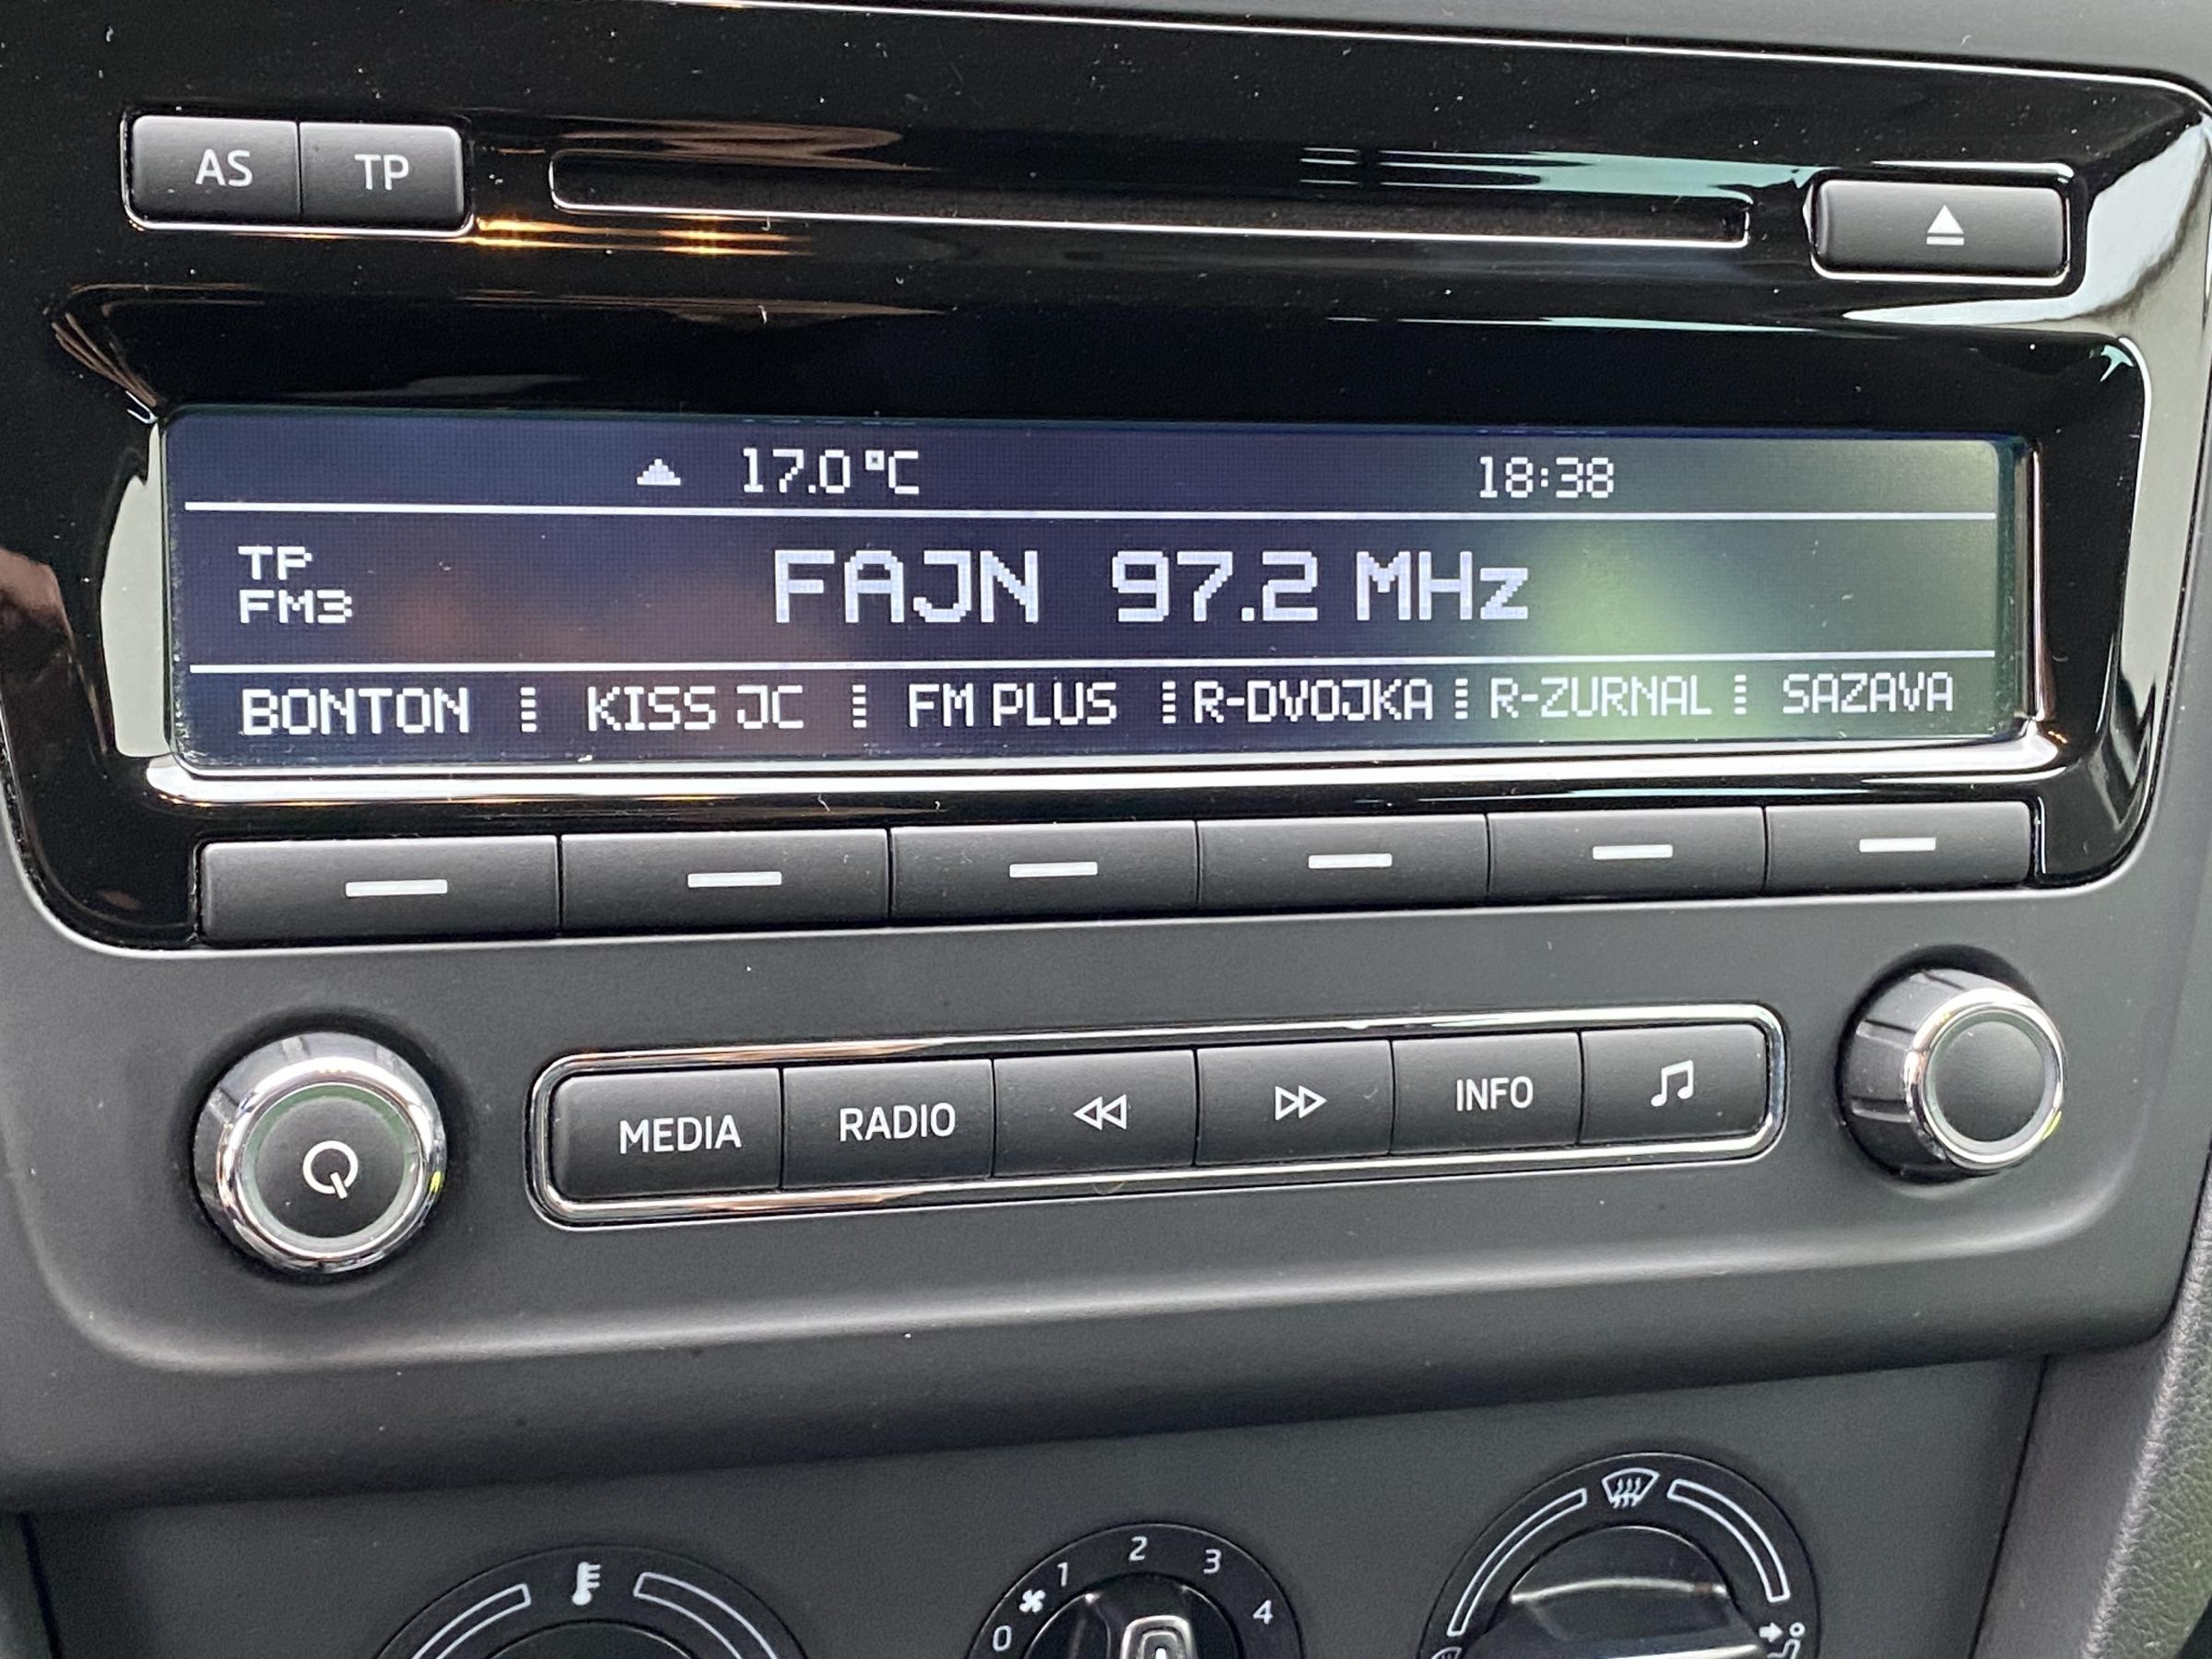 AS TP
17.0°C 18:38
TP
FM3
FAJN 97.2 MHz
BONTON KISS JC FM PLUS R-DVOJKA R-ZURNAL SAZAVA
MEDIA RADIO INFO
0 1 2 3 4